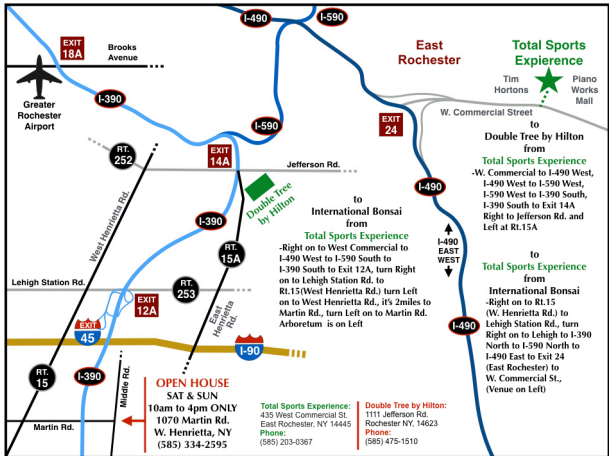 I-490
I-590
EXIT
18A
Brooks
Avenue
East
Rochester
Total Sports
Expierence
Tim
Hortons
Piano
Works
Mall
W. Commercial Street
Greater
Rochester
Airport
I-390
I-590
EXIT
24
RT.
252
EXIT
14A
Jefferson Rd.
Double Tree
by Hilton
I-490
to
Double Tree by Hilton
from
Total Sports Experience
-W. Commercial to I-490 West,
I-490 West to I-590 West,
I-590 West to I-390 South,
I-390 South to Exit 14A
Right to Jefferson Rd. and
Left at Rt.15A
West Henrietta Rd.
I-390
RT.
15A
to
International Bonsai
from
Total Sports Experience
-Right on to West Commercial to
I-490 West to I-590 South to
I-390 South to Exit 12A, turn Right
on to Lehigh Station Rd. to
Rt.15(West Henrietta Rd.) turn Left
on to West Henrietta Rd., it's 2miles to
Martin Rd., turn Left on to Martin Rd.
Arboretum is on Left
I-490
EAST
WEST
to
Total Sports Experience
from
International Bonsai
-Right on to Rt.15
(W. Henrietta Rd.) to
Lehigh Station Rd., turn
Right on to Lehigh to I-390
North to I-590 North to
I-490 East to Exit 24
(East Rochester) to
W. Commercial St.,
(Venue on Left)
Lehigh Station Rd.
RT.
253
EXIT
12A
East
Henrietta
Rd.
EXIT
45
I-90
I-490
RT.
15
I-390
Middle Rd.
Martin Rd.
OPEN HOUSE
SAT & SUN
10am to 4pm ONLY
1070 Martin Rd.
W. Henrietta, NY
(585) 334-2595
Total Sports Experience:
435 West Commercial St.
East Rochester, NY 14445
Phone:
(585) 203-0367
Double Tree by Hilton:
1111 Jefferson Rd.
Rochester NY, 14623
Phone:
(585) 475-1510